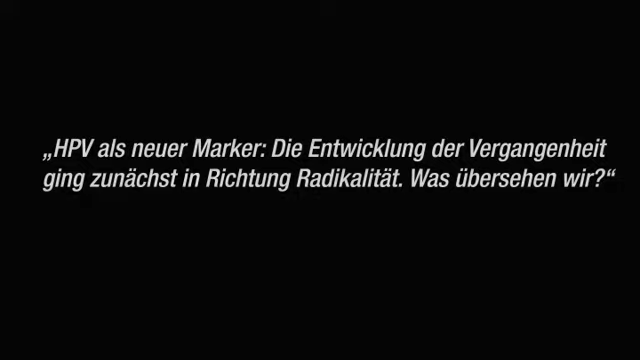 „HPV als neuer Marker: Die Entwicklung der Vergangenheit
ging zunächst in Richtung Radikalität. Was übersehen wir?“